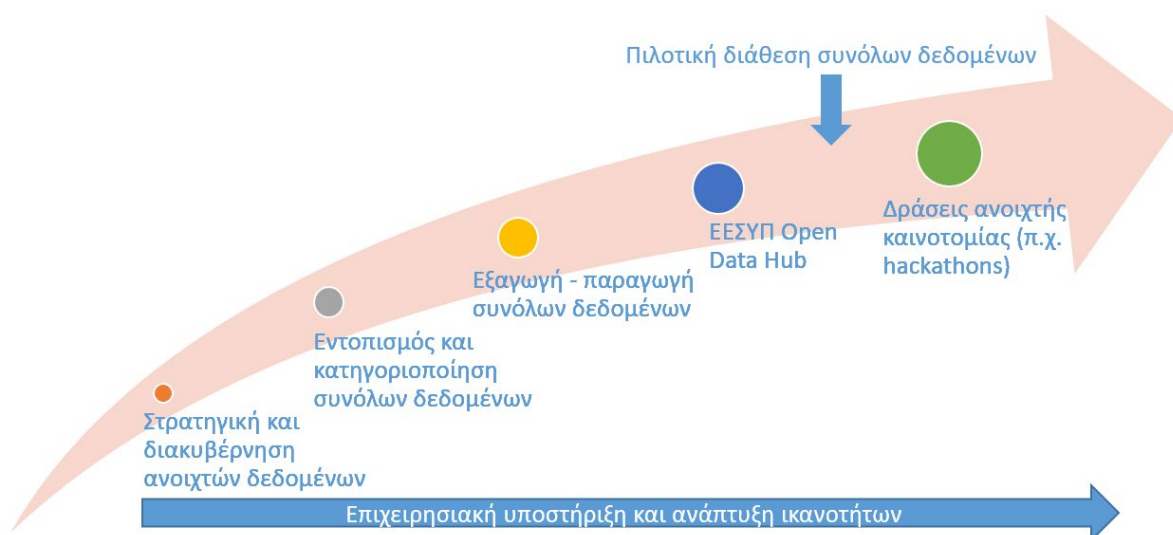 Πιλοτική διάθεση συνόλων δεδομένων
Δράσεις ανοιχτής
καινοτομίας (π.χ.
hackathons)
ΕΕΣΥΠ Open
Data Hub
Εξαγωγή - παραγωγή
συνόλων δεδομένων
Εντοπισμός και
κατηγοριοποίηση
συνόλων δεδομένων
Στρατηγική και
διακυβέρνηση
ανοιχτών δεδομένων
Επιχειρησιακή υποστήριξη και ανάπτυξη ικανοτήτων